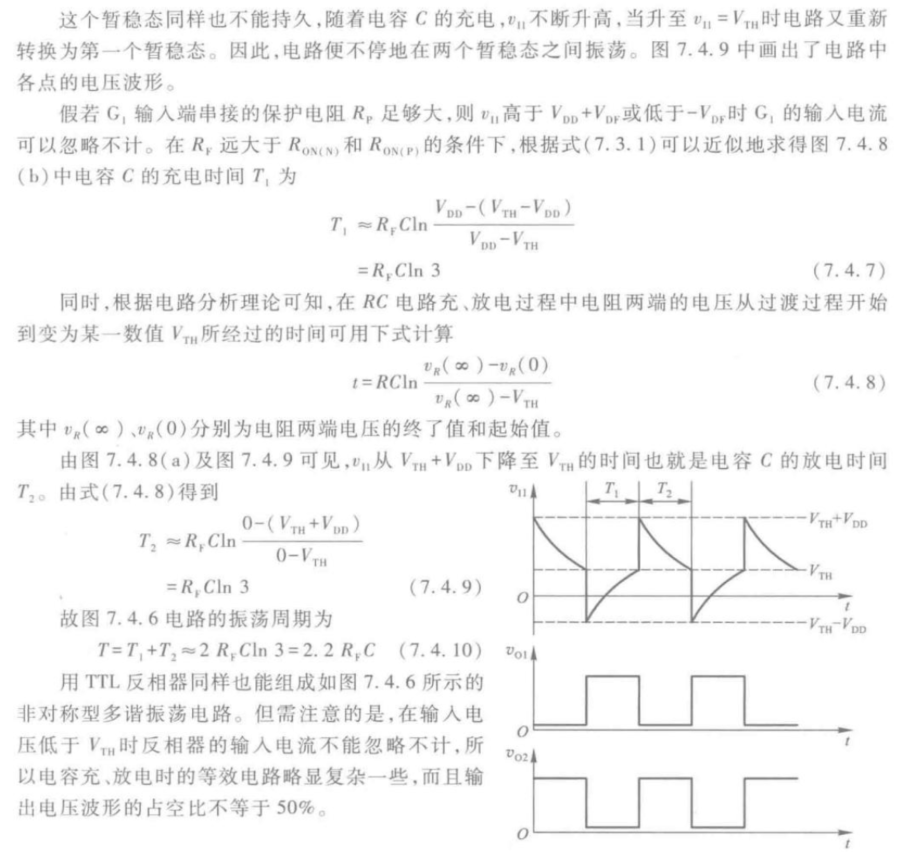 这个暂稳态同样也不能持久,随着电容 C 的充电,v_{I1}不断升高,当升至 v_{I1}=V_{TH}时电路又重新
转换为第一个暂稳态。因此,电路便不停地在两个暂稳态之间振荡。图 7.4.9 中画出了电路中
各点的电压波形。
假若 G_1 输入端串接的保护电阻 R_P 足够大,则 v_{I1}高于 V_{DD}+V_{DF}或低于-V_{DF}时 G_1 的输入电流
可以忽略不计。在 R_F 远大于 R_{ON(N)}和 R_{ON(P)}的条件下,根据式(7.3.1)可以近似地求得图 7.4.8
(b)中电容 C 的充电时间 T_1 为
T_1 ≈R_FCln \frac{V_{DD}-(V_{TH}-V_{DD})}{V_{DD}-V_{TH}}
=R_FCln 3 (7.4.7)
同时,根据电路分析理论可知,在 RC 电路充、放电过程中电阻两端的电压从过渡过程开始
到变为某一数值 V_{TH}所经过的时间可用下式计算
t=RCln \frac{v_R(∞)-v_R(0)}{v_R(∞)-V_{TH}} (7.4.8)
其中 v_R(∞)、v_R(0)分别为电阻两端电压的终了值和起始值。
由图 7.4.8(a)及图 7.4.9 可见,v_{I1}从 V_{TH}+V_{DD}下降至 V_{TH}的时间也就是电容 C 的放电时间
T_2。由式(7.4.8)得到
T_2 ≈R_FCln \frac{0-(V_{TH}+V_{DD})}{0-V_{TH}}
=R_FCln 3 (7.4.9)
故图 7.4.6 电路的振荡周期为
T=T_1+T_2≈2 R_FCln 3=2.2 R_FC (7.4.10)
用 TTL 反相器同样也能组成如图 7.4.6 所示的
非对称型多谐振荡电路。但需注意的是,在输入电
压低于 V_{TH}时反相器的输入电流不能忽略不计,所
以电容充、放电时的等效电路略显复杂一些,而且输
出电压波形的占空比不等于 50%。
v_{I1}
T_1 T_2
V_{TH}+V_{DD}
V_{TH}
O t
V_{TH}-V_{DD}
v_{O1}
O t
v_{O2}
O t